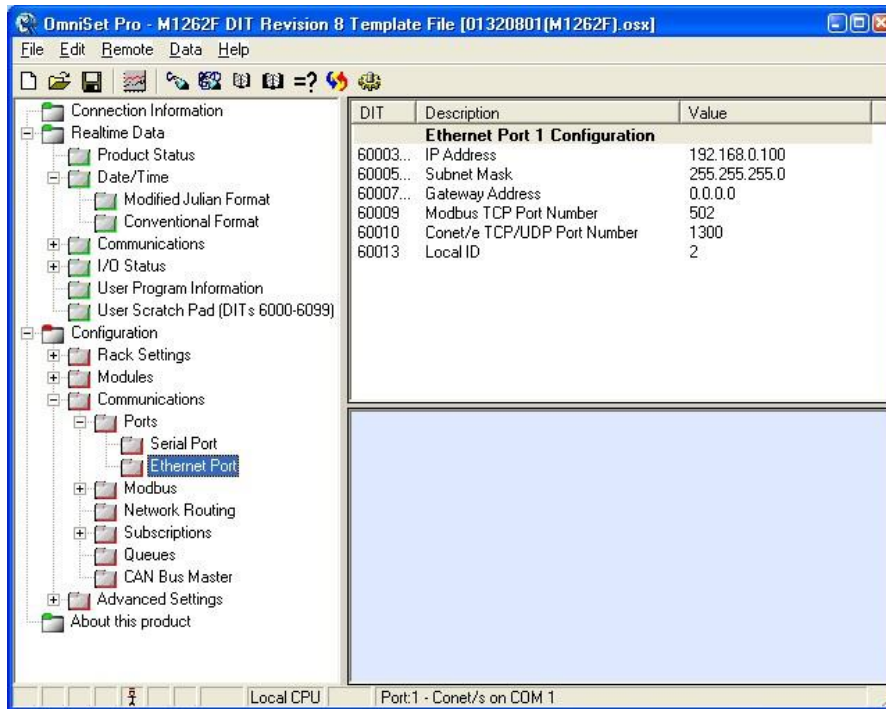 OmniSet Pro - M1262F DIT Revision 8 Template File [01320801(M1262F).osx]
File Edit Remote Data Help
=?
Connection Information
Realtime Data
Product Status
Date/Time
Modified Julian Format
Conventional Format
Communications
I/O Status
User Program Information
User Scratch Pad (DITs 6000-6099)
Configuration
Rack Settings
Modules
Communications
Ports
Serial Port
Ethernet Port
Modbus
Network Routing
Subscriptions
Queues
CAN Bus Master
Advanced Settings
About this product
DIT Description Value
Ethernet Port 1 Configuration
60003... IP Address 192.168.0.100
60005... Subnet Mask 255.255.255.0
60007... Gateway Address 0.0.0.0
60009 Modbus TCP Port Number 502
60010 Conet/e TCP/UDP Port Number 1300
60013 Local ID 2
Local CPU Port:1 - Conet/s on COM 1